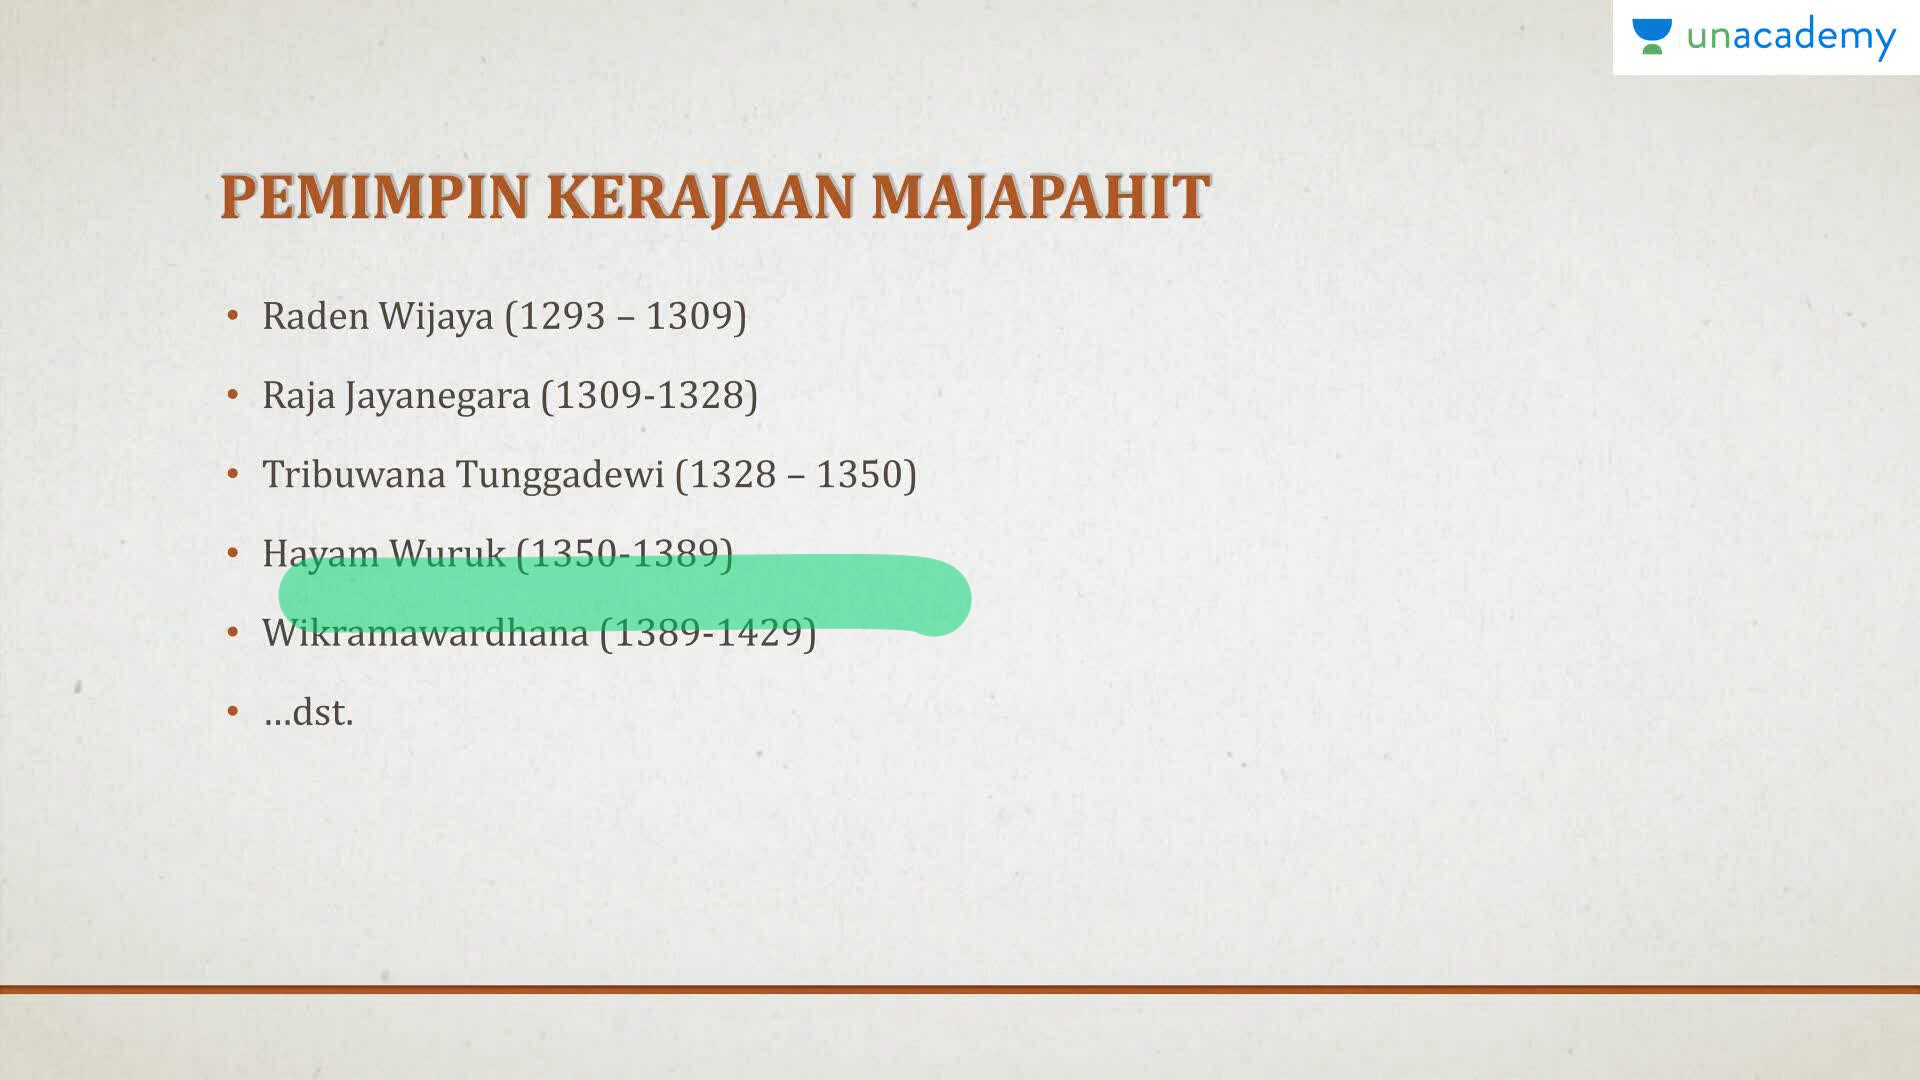 unacademy
PEMIMPIN KERAJAAN MAJAPAHIT
• Raden Wijaya (1293 – 1309)
• Raja Jayanegara (1309-1328)
• Tribuwana Tunggadewi (1328 – 1350)
• Hayam Wuruk (1350-1389)
• Wikramawardhana (1389-1429)
• …dst.